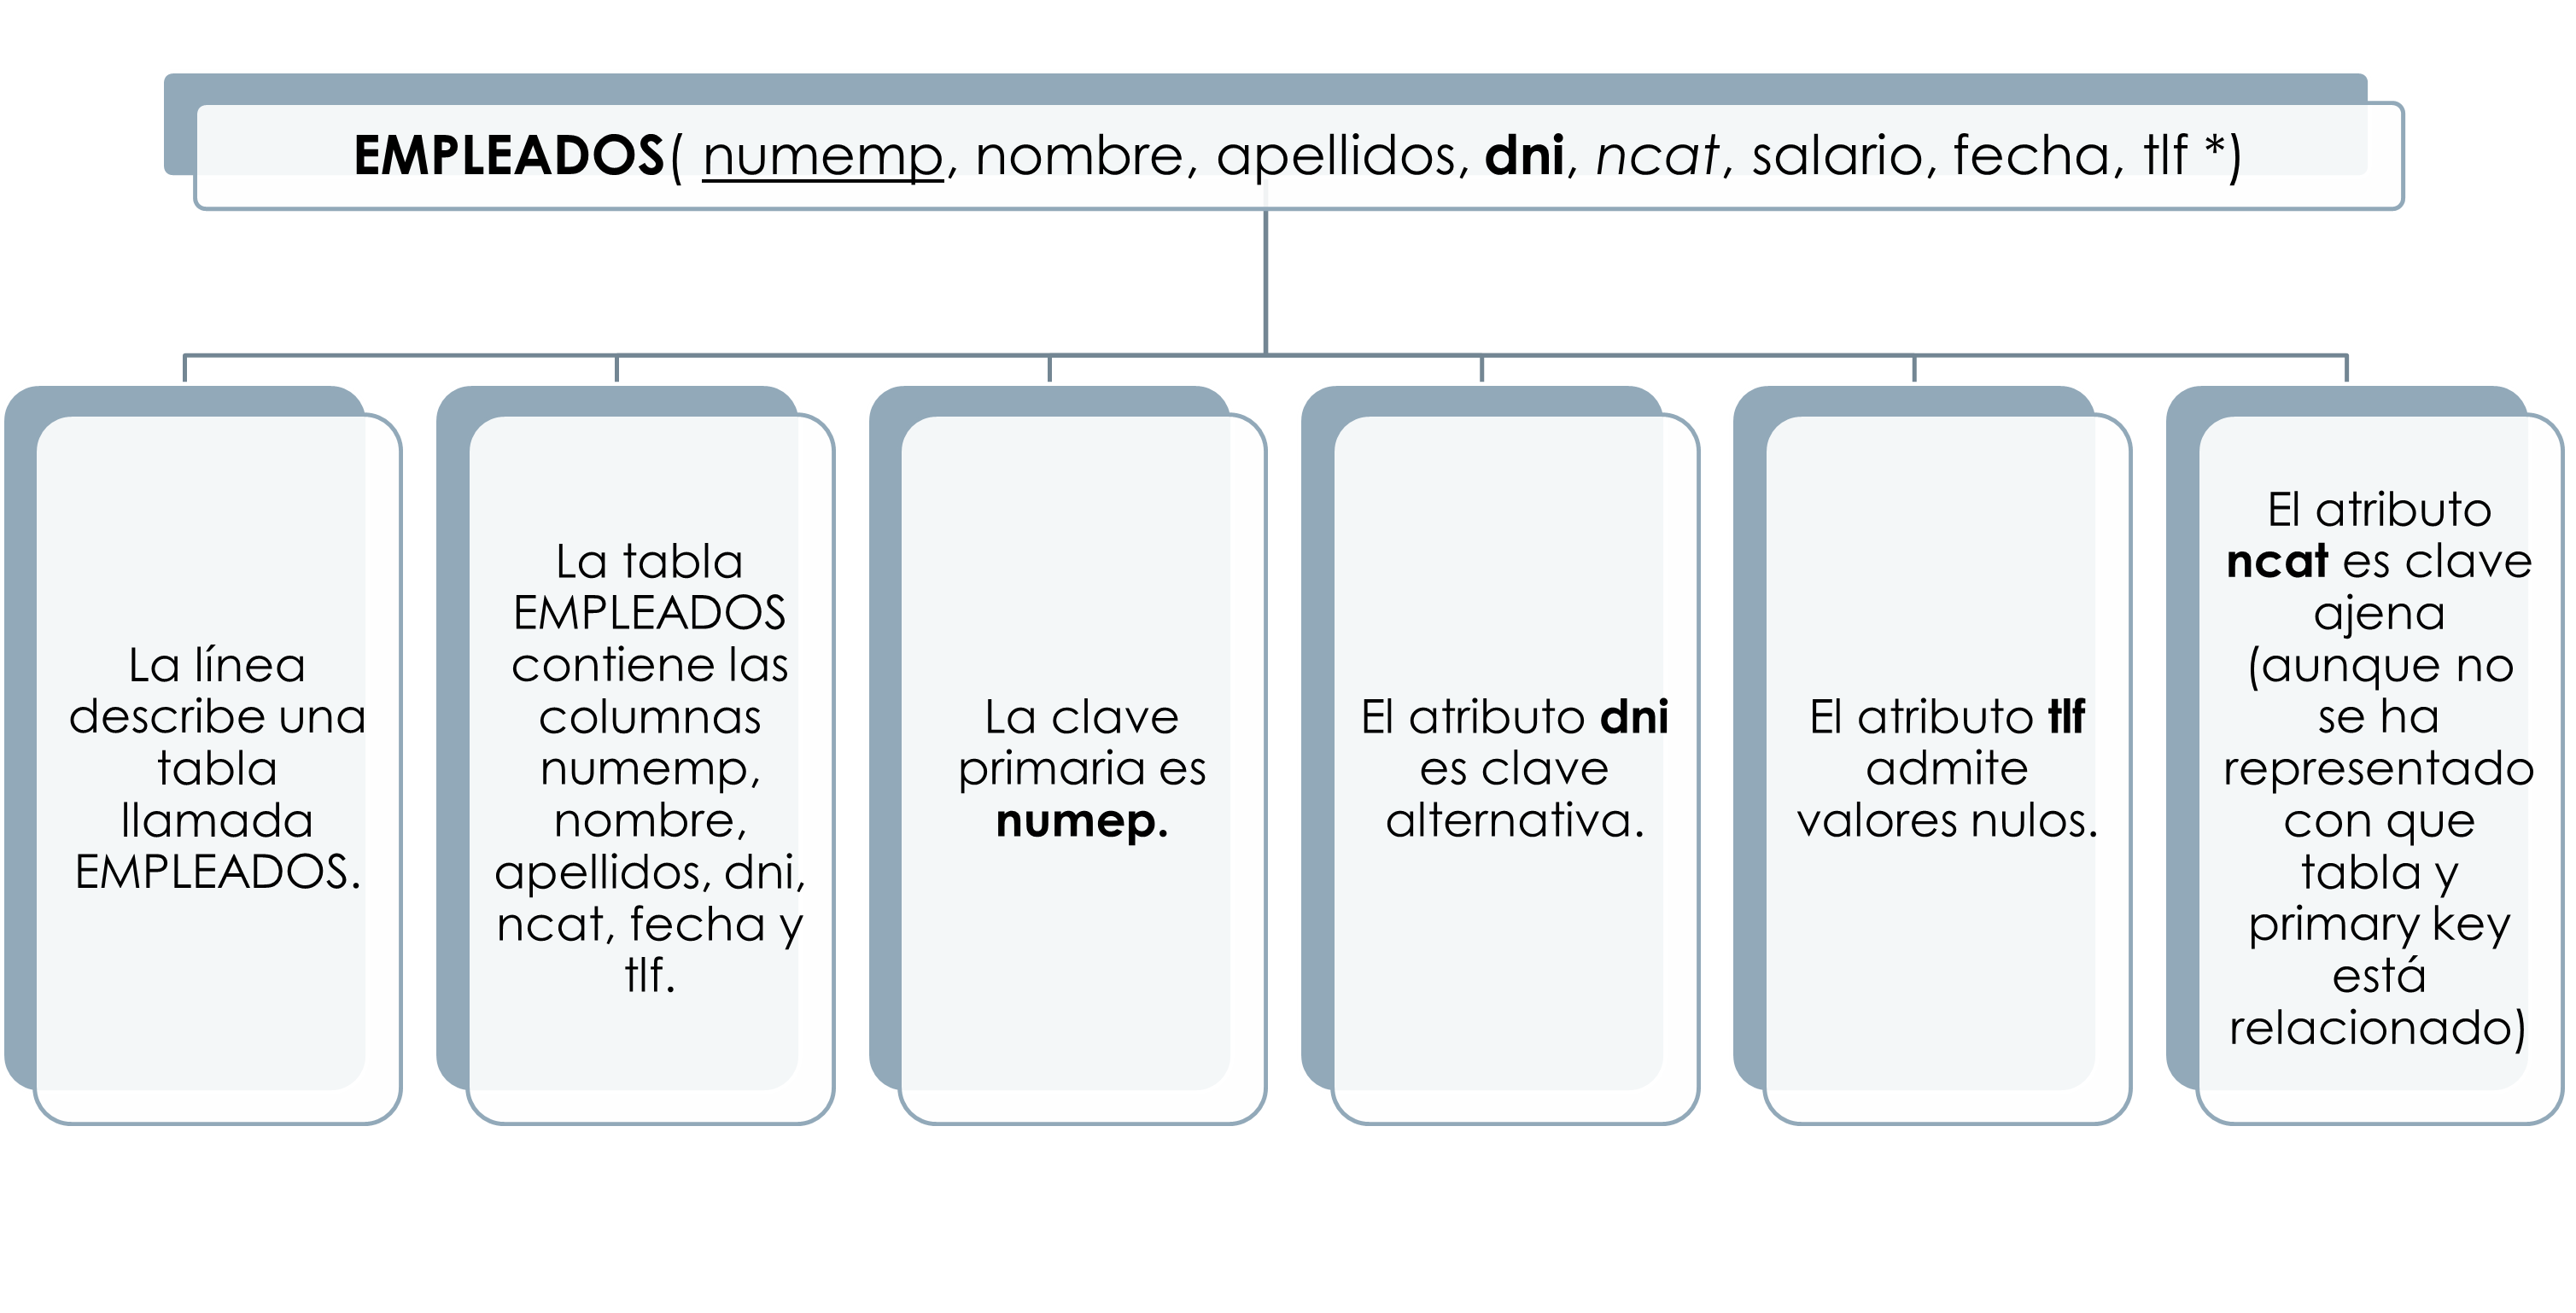 EMPLEADOS( numemp, nombre, apellidos, dni, ncat, salario, fecha, tlf *)
La línea
describe una
tabla
llamada
EMPLEADOS.
La tabla
EMPLEADOS
contiene las
columnas
numemp,
nombre,
apellidos, dni,
ncat, fecha y
tlf.
La clave
primaria es
numep.
El atributo dni
es clave
alternativa.
El atributo tlf
admite
valores nulos.
El atributo
ncat es clave
ajena
(aunque no
se ha
representado
con que
tabla y
primary key
está
relacionado)